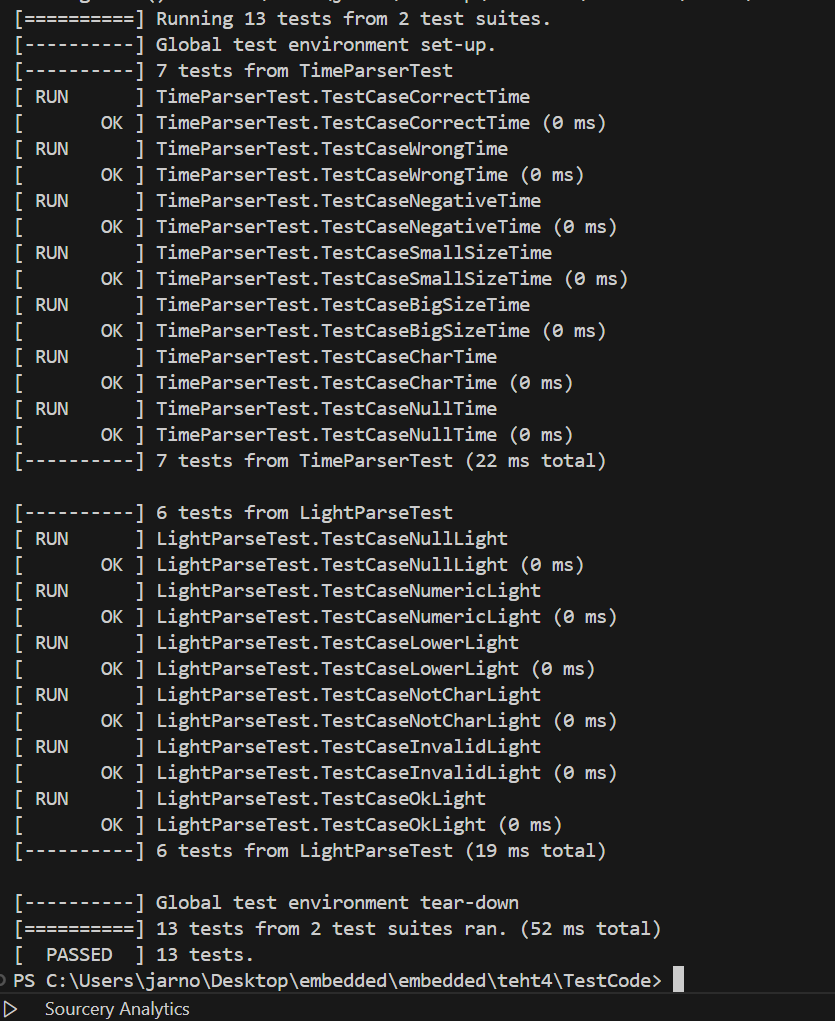 [==========] Running 13 tests from 2 test suites.
[----------] Global test environment set-up.
[----------] 7 tests from TimeParserTest
[ RUN      ] TimeParserTest.TestCaseCorrectTime
[       OK ] TimeParserTest.TestCaseCorrectTime (0 ms)
[ RUN      ] TimeParserTest.TestCaseWrongTime
[       OK ] TimeParserTest.TestCaseWrongTime (0 ms)
[ RUN      ] TimeParserTest.TestCaseNegativeTime
[       OK ] TimeParserTest.TestCaseNegativeTime (0 ms)
[ RUN      ] TimeParserTest.TestCaseSmallSizeTime
[       OK ] TimeParserTest.TestCaseSmallSizeTime (0 ms)
[ RUN      ] TimeParserTest.TestCaseBigSizeTime
[       OK ] TimeParserTest.TestCaseBigSizeTime (0 ms)
[ RUN      ] TimeParserTest.TestCaseCharTime
[       OK ] TimeParserTest.TestCaseCharTime (0 ms)
[ RUN      ] TimeParserTest.TestCaseNullTime
[       OK ] TimeParserTest.TestCaseNullTime (0 ms)
[----------] 7 tests from TimeParserTest (22 ms total)

[----------] 6 tests from LightParseTest
[ RUN      ] LightParseTest.TestCaseNullLight
[       OK ] LightParseTest.TestCaseNullLight (0 ms)
[ RUN      ] LightParseTest.TestCaseNumericLight
[       OK ] LightParseTest.TestCaseNumericLight (0 ms)
[ RUN      ] LightParseTest.TestCaseLowerLight
[       OK ] LightParseTest.TestCaseLowerLight (0 ms)
[ RUN      ] LightParseTest.TestCaseNotCharLight
[       OK ] LightParseTest.TestCaseNotCharLight (0 ms)
[ RUN      ] LightParseTest.TestCaseInvalidLight
[       OK ] LightParseTest.TestCaseInvalidLight (0 ms)
[ RUN      ] LightParseTest.TestCaseOkLight
[       OK ] LightParseTest.TestCaseOkLight (0 ms)
[----------] 6 tests from LightParseTest (19 ms total)

[----------] Global test environment tear-down
[==========] 13 tests from 2 test suites ran. (52 ms total)
[  PASSED  ] 13 tests.
PS C:\Users\jarno\Desktop\embedded\embedded\teht4\TestCode>
Sourcery Analytics